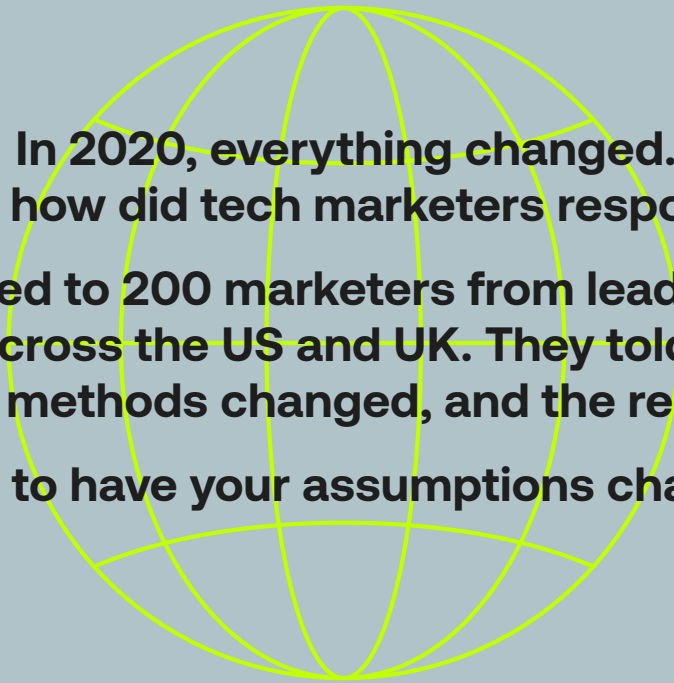 In 2020, everything changed.
how did tech marketers respo
ed to 200 marketers from lead
cross the US and UK. They told
methods changed, and the re
to have your assumptions cha